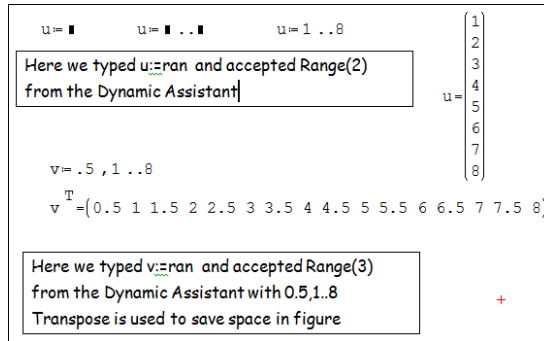 u:=▮ u:=▮..▮ u:=1 ..8
Here we typed u:=ran and accepted Range(2)
from the Dynamic Assistant
u=
1
2
3
4
5
6
7
8
v:=.5 ,1 ..8
v^T=(0.5 1 1.5 2 2.5 3 3.5 4 4.5 5 5.5 6 6.5 7 7.5 8)
Here we typed v:=ran and accepted Range(3)
from the Dynamic Assistant with 0.5,1..8
Transpose is used to save space in figure